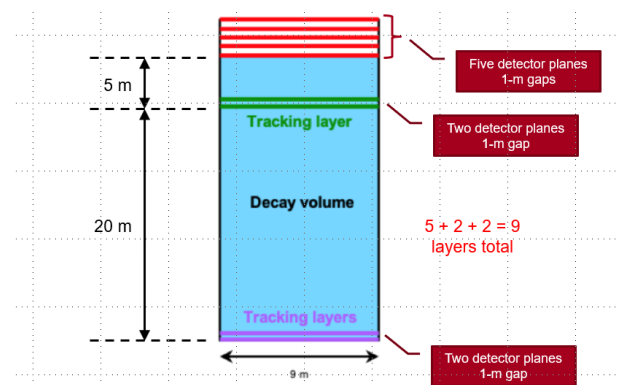 Five detector planes
1-m gaps
5 m
Two detector planes
1-m gap
Tracking layer
Decay volume
20 m
5 + 2 + 2 = 9
layers total
Tracking layers
Two detector planes
1-m gap
9 m